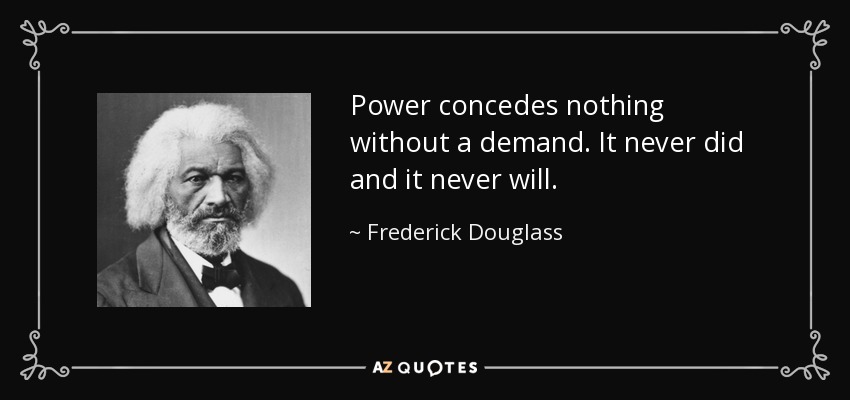 Power concedes nothing
without a demand. It never did
and it never will.
~ Frederick Douglass
AZ QUOTES